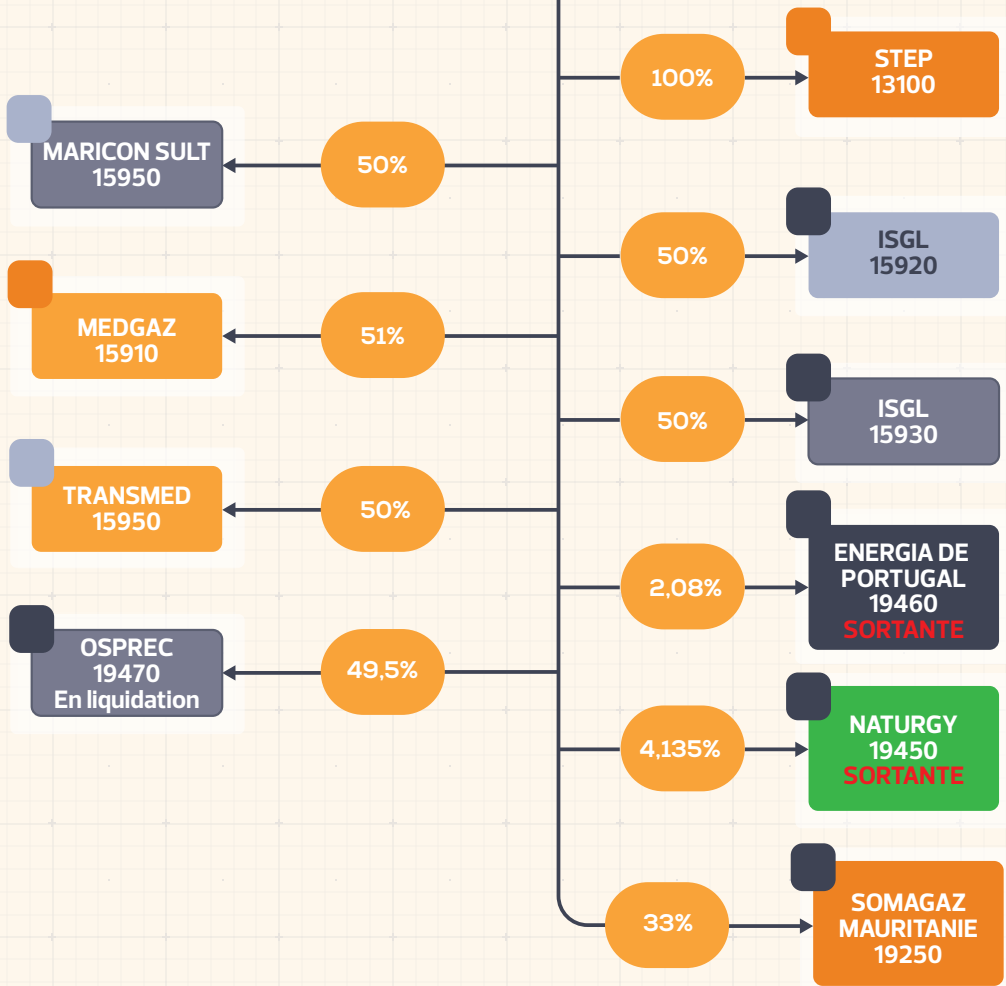 100%
STEP
13100
50%
MARICON SULT
15950
50%
ISGL
15920
51%
MEDGAZ
15910
50%
ISGL
15930
50%
TRANSMED
15950
2,08%
ENERGIA DE
PORTUGAL
19460
SORTANTE
49,5%
OSPREC
19470
En liquidation
4,135%
NATURGY
19450
SORTANTE
33%
SOMAGAZ
MAURITANIE
19250